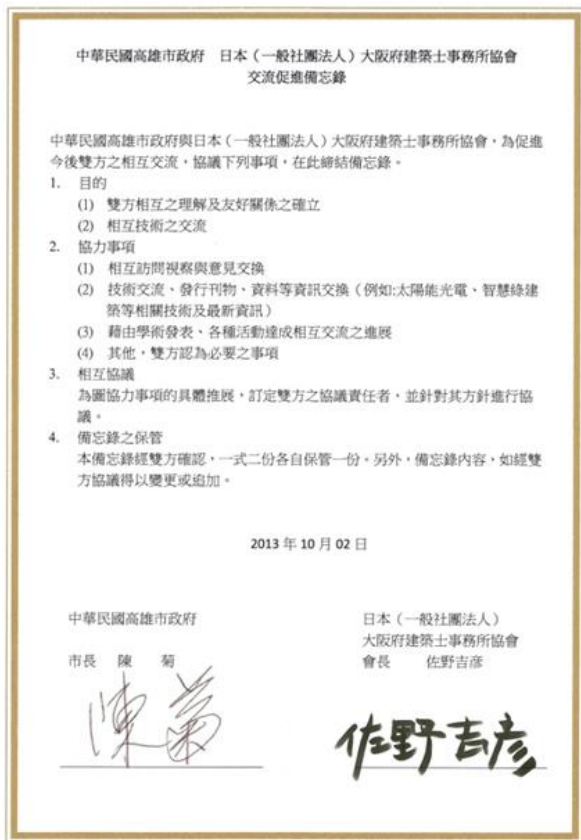 中華民國高雄市政府　日本（一般社團法人）大阪府建築士事務所協會
交流促進備忘錄
中華民國高雄市政府與日本（一般社團法人）大阪府建築士事務所協會，為促進
今後雙方之相互交流，協議下列事項，在此締結備忘錄。
1. 目的
(1) 雙方相互之理解及友好關係之確立
(2) 相互技術之交流
2. 協力事項
(1) 相互訪問視察與意見交換
(2) 技術交流、發行刊物、資料等資訊交換（例如:太陽能光電、智慧綠建
築等相關技術及最新資訊）
(3) 藉由學術發表、各種活動達成相互交流之進展
(4) 其他，雙方認為必要之事項
3. 相互協議
為圖協力事項的具體推展，訂定雙方之協議責任者，並針對其方針進行協
議。
4. 備忘錄之保管
本備忘錄經雙方確認，一式二份各自保管一份。另外，備忘錄內容，如經雙
方協議得以變更或追加。
2013 年 10 月 02 日
中華民國高雄市政府
市長　陳　菊
陳菊
日本（一般社團法人）
大阪府建築士事務所協會
會長　佐野吉彥
佐野吉彦